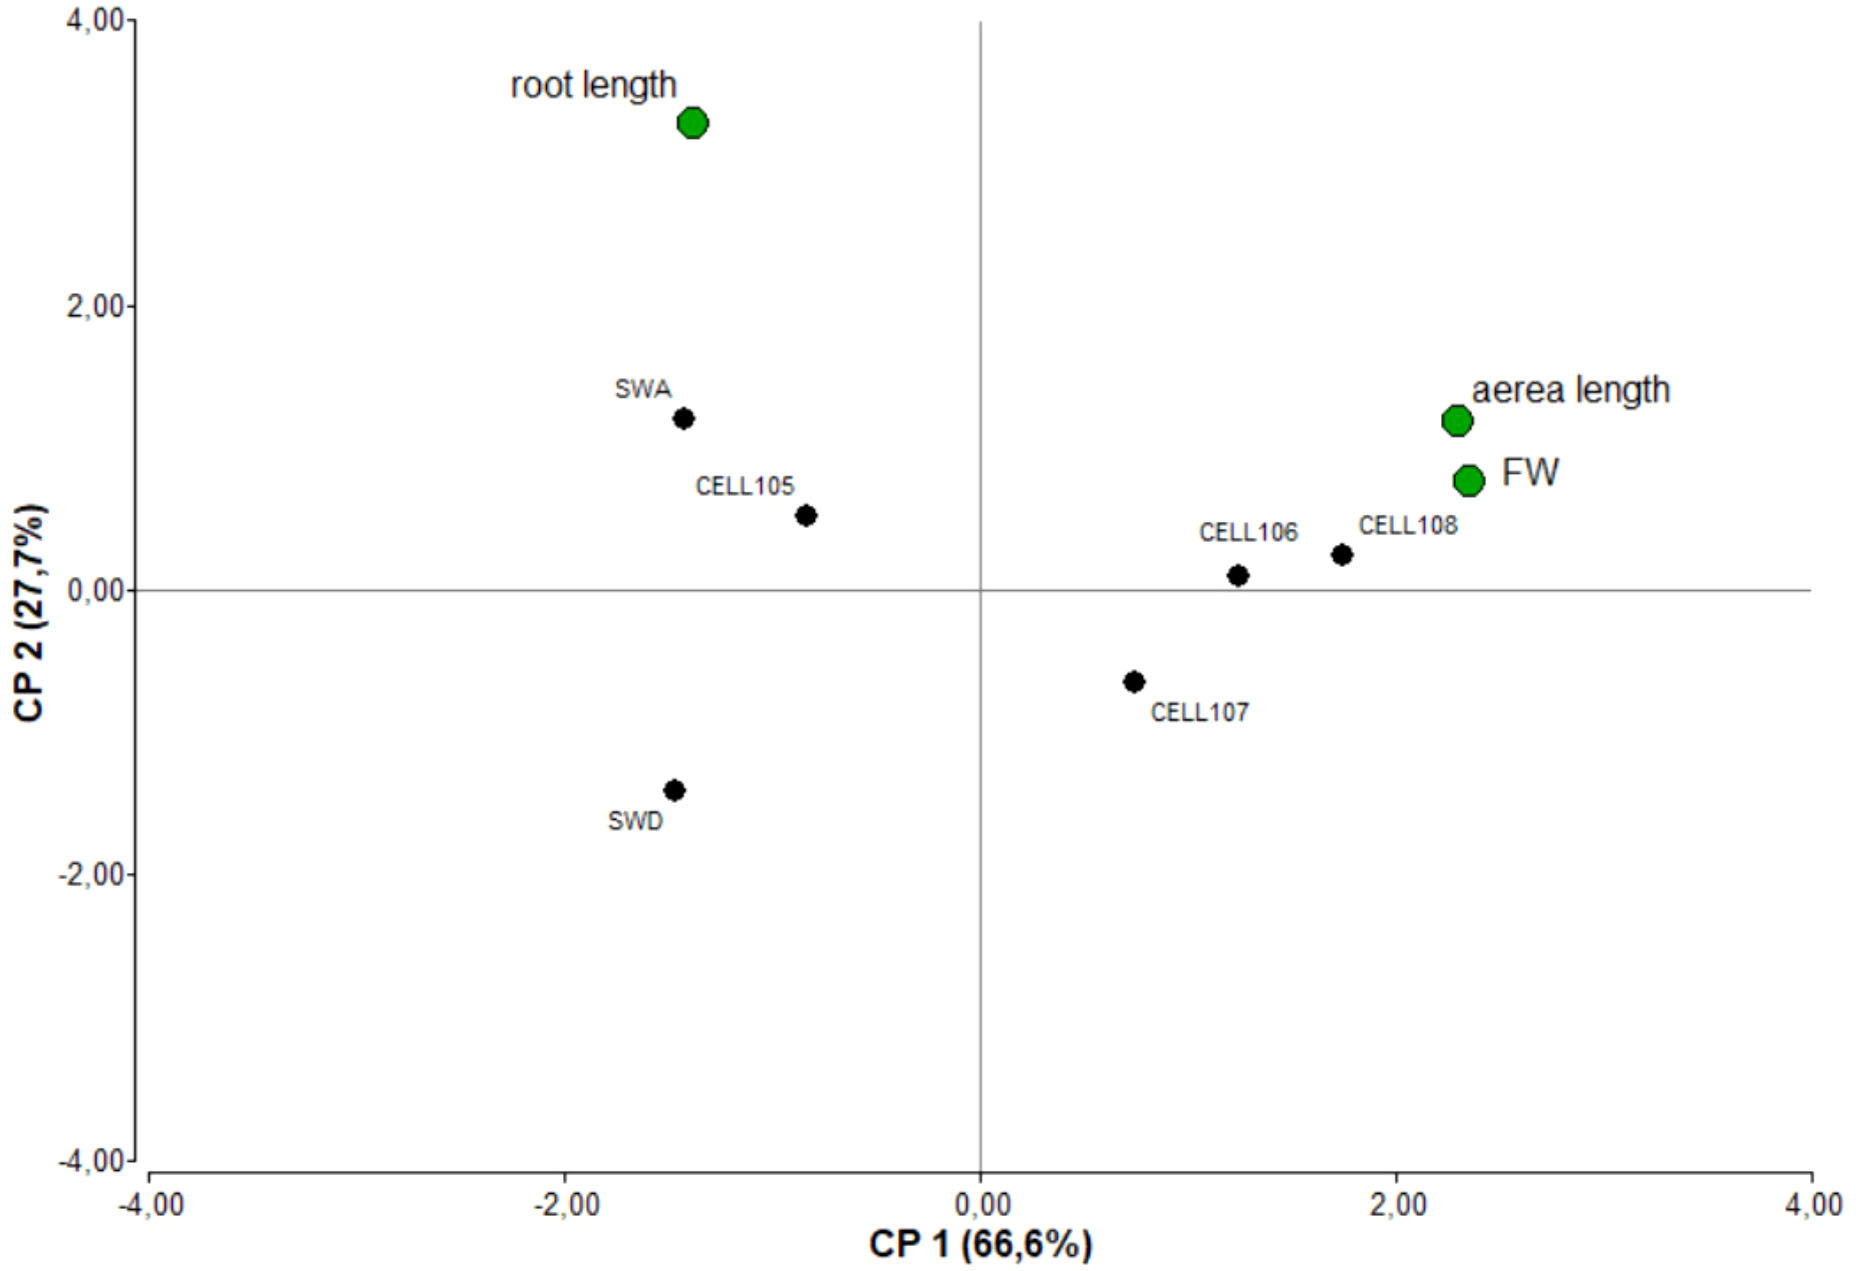 4,00
root length
2,00
SWA
aerea length
FW
CELL105
CELL108
CELL106
0,00
CELL107
SWD
-2,00
-4,00
CP 2 (27,7%)
-4,00
-2,00
0,00
2,00
4,00
CP 1 (66,6%)